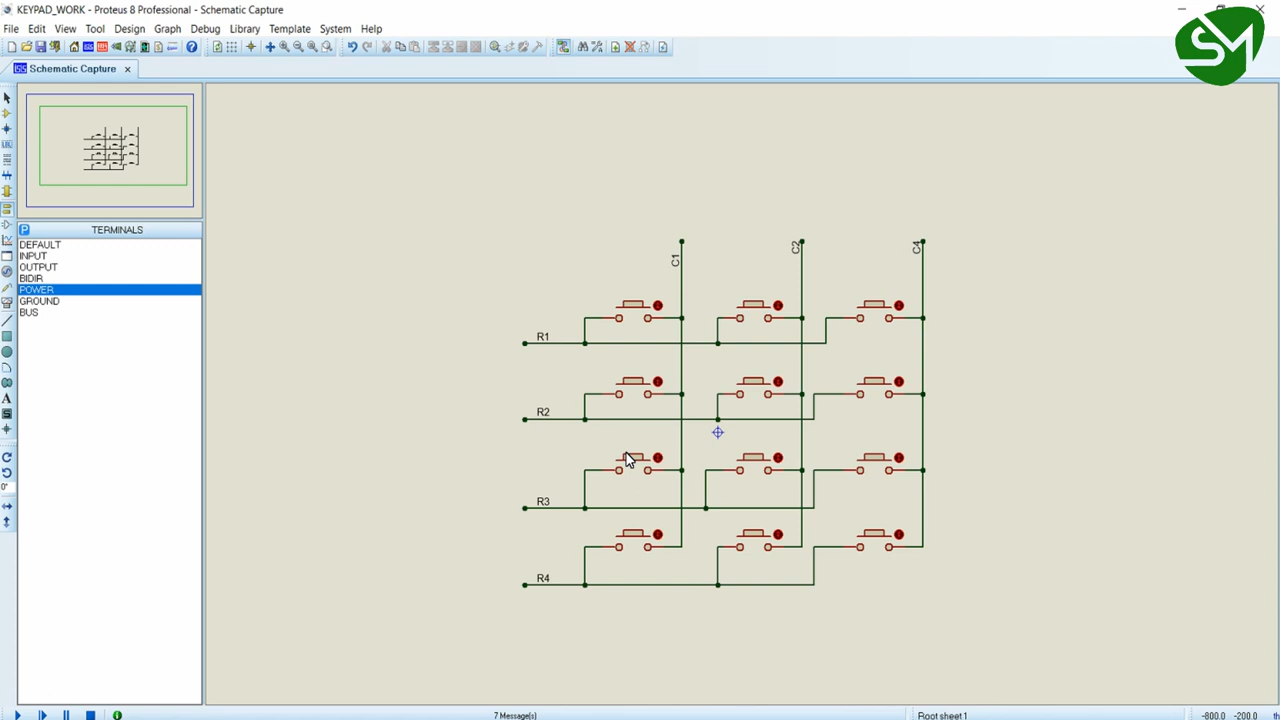 KEYPAD_WORK - Proteus 8 Professional - Schematic Capture
File Edit View Tool Design Graph Debug Library Template System Help
SM
Schematic Capture
P TERMINALS
DEFAULT
INPUT
OUTPUT
BIDIR
POWER
GROUND
BUS
C1
C2
C4
R1
R2
R3
R4
7 Message(s)
Root sheet 1
-800.0 -200.0